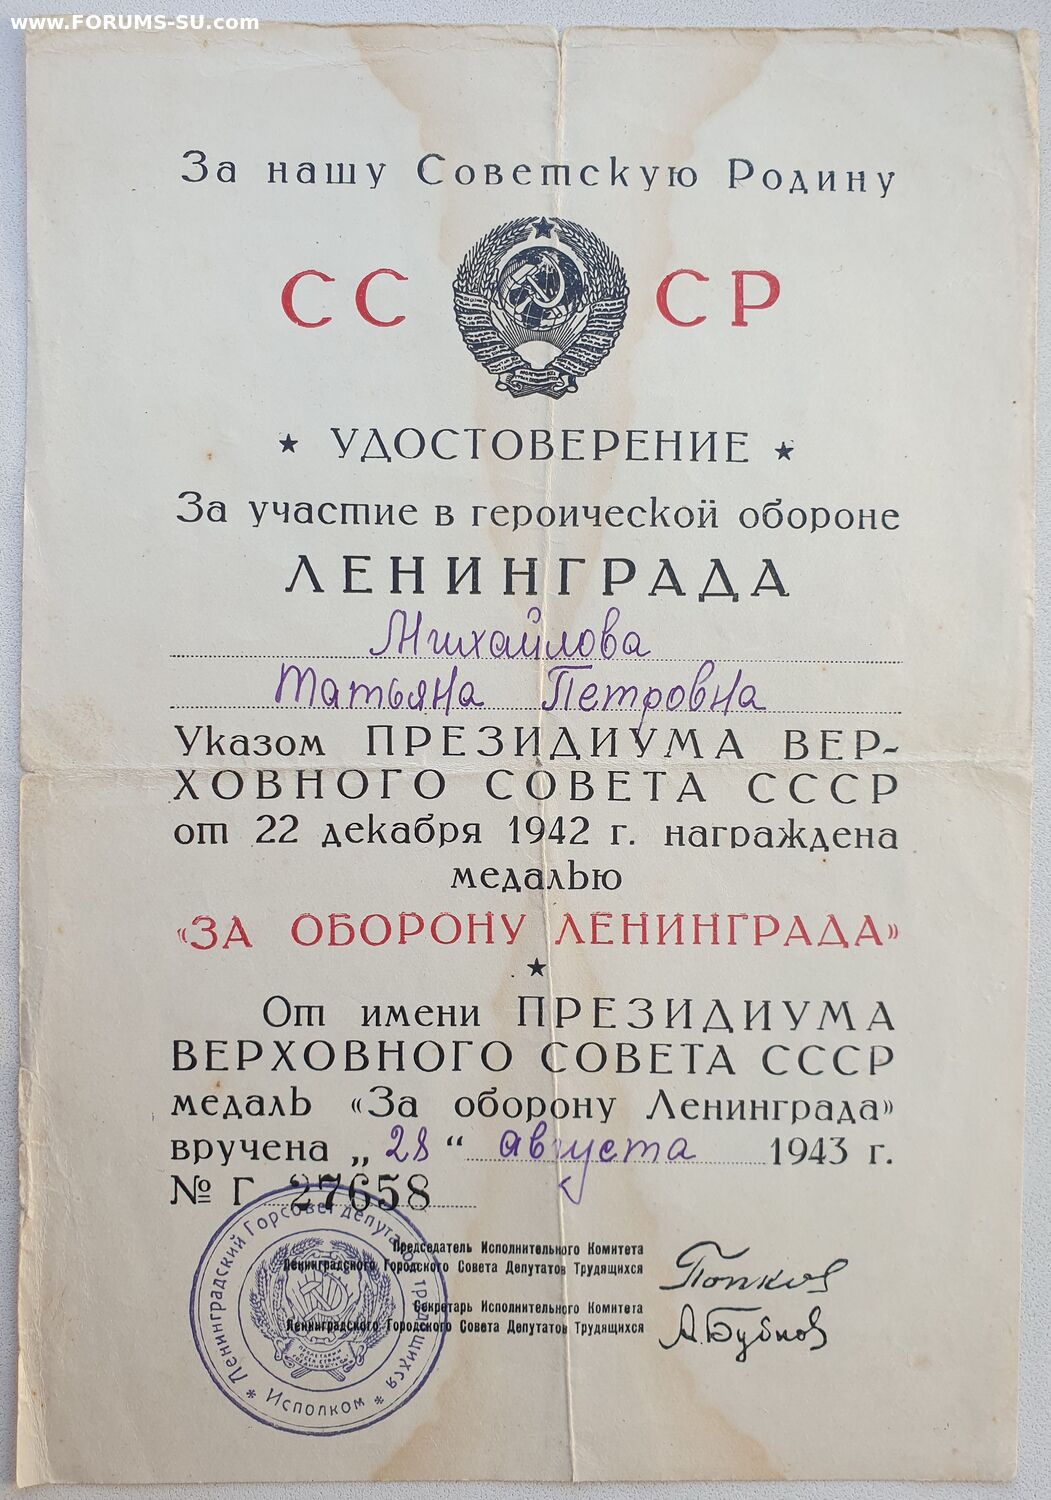 www.FORUMS-SU.com
За нашу Советскую Родину
СССР
★ УДОСТОВЕРЕНИЕ ★
За участие в героической обороне
ЛЕНИНГРАДА
Михайлова
Татьяна Петровна
Указом ПРЕЗИДИУМА ВЕР-
ХОВНОГО СОВЕТА СССР
от 22 декабря 1942 г. награждена
медалью
«ЗА ОБОРОНУ ЛЕНИНГРАДА»
★
От имени ПРЕЗИДИУМА
ВЕРХОВНОГО СОВЕТА СССР
медаль «За оборону Ленинграда»
вручена „28“ августа 1943 г.
№ Г 27658
Председатель Исполнительного Комитета
Ленинградского Городского Совета Депутатов Трудящихся
Попков
Секретарь Исполнительного Комитета
Ленинградского Городского Совета Депутатов Трудящихся
А. Бубнов
Ленинградский Горсовет депутатов трудящихся
* Исполком *